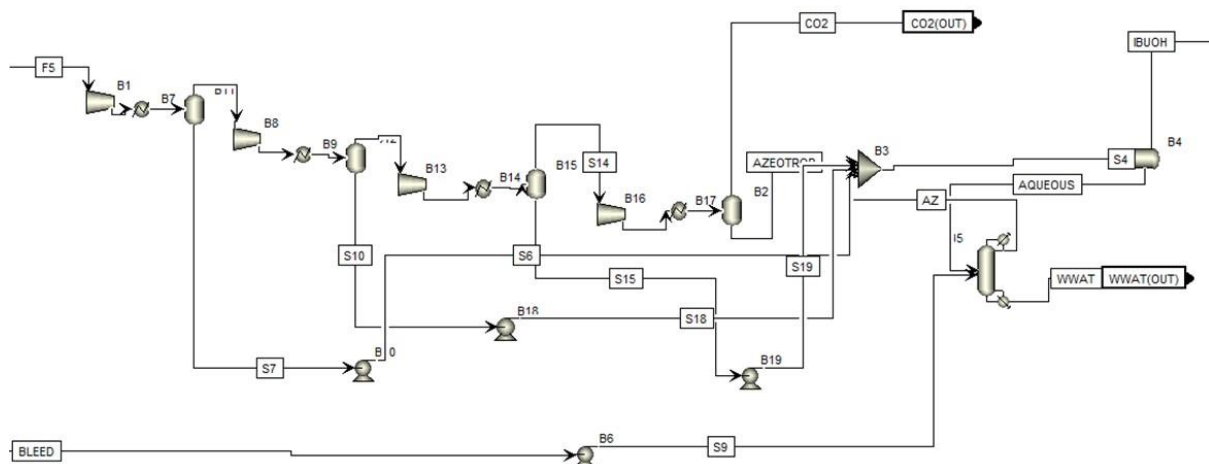 CO2
CO2(OUT)
IBUOH
F5
B1
B7
B8
B9
B13
B14
B15
S14
B16
B17
B2
B3
S4
B4
AQUEOUS
AZ
S10
S6
S19
S15
WWAT
WWAT(OUT)
B18
S18
S7
B19
BLEED
B6
S9